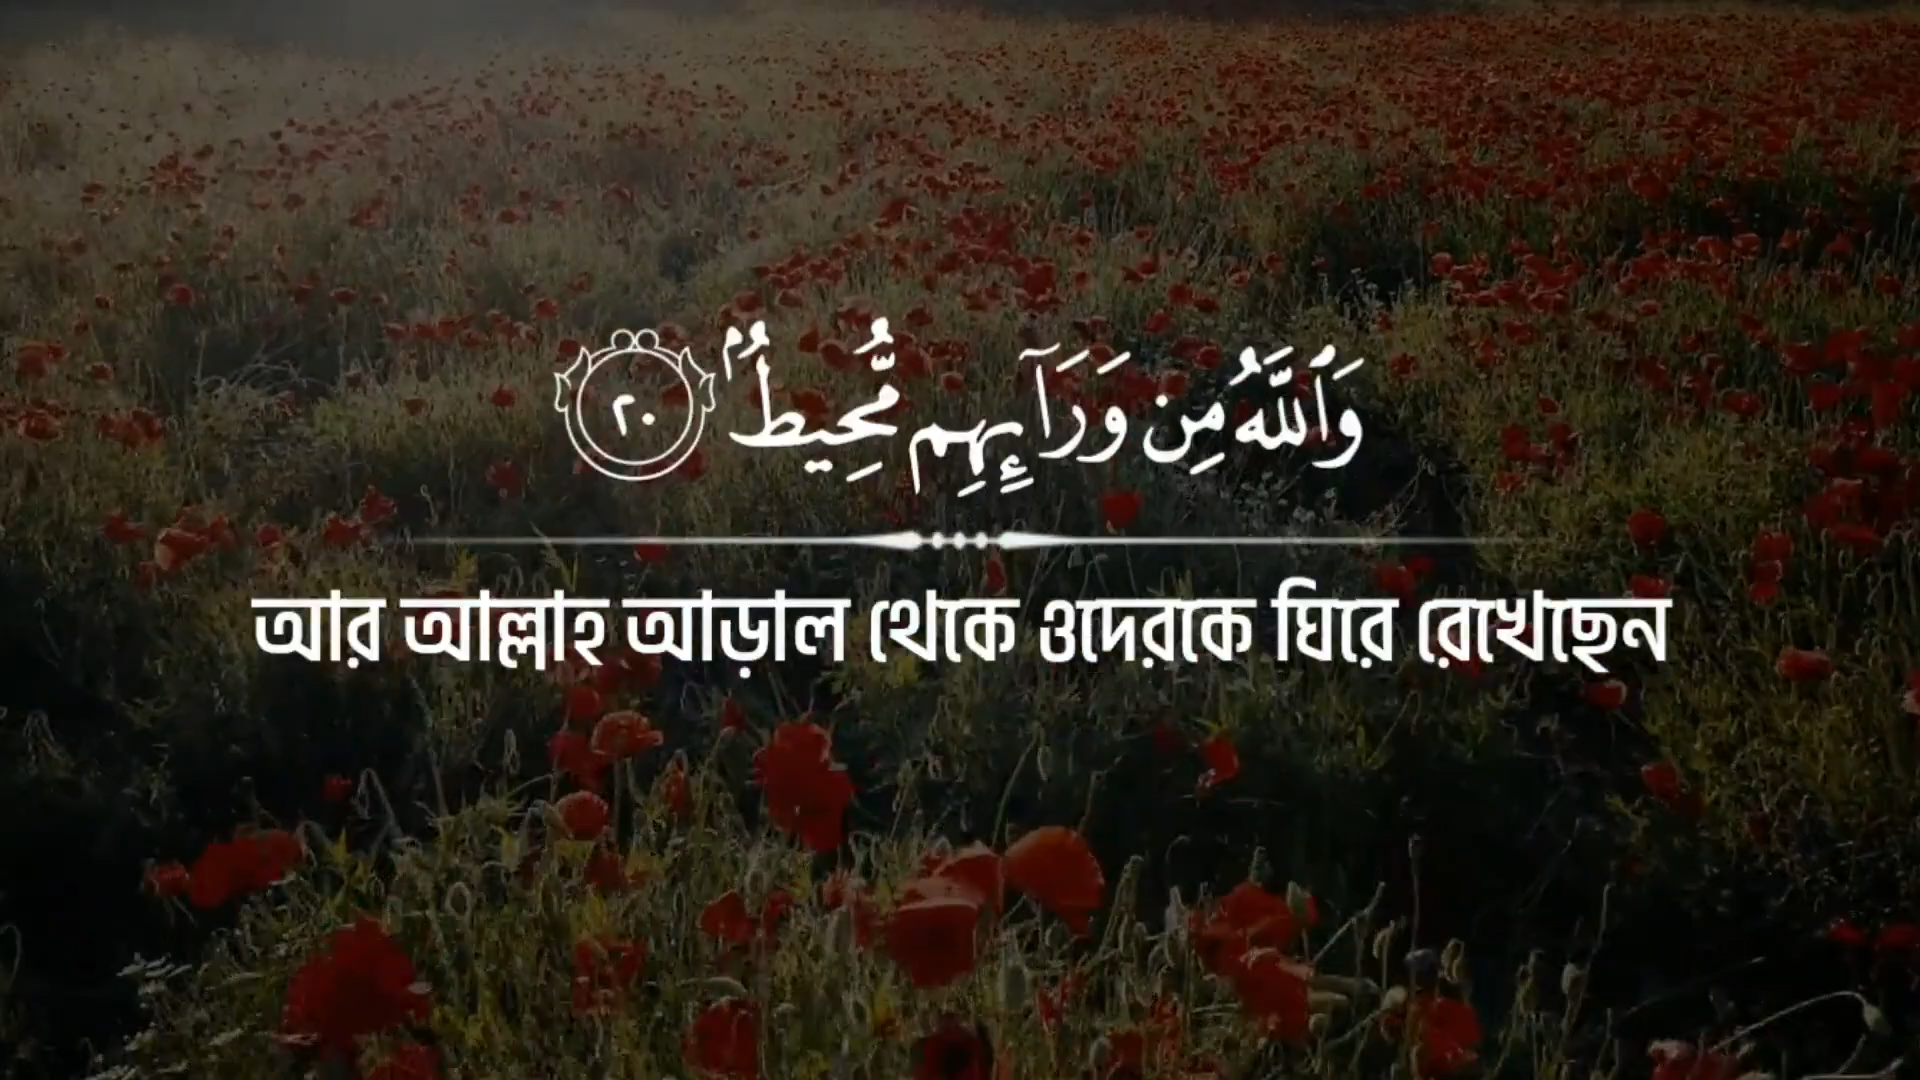 وَٱللَّهُ مِن وَرَآئِهِم مُّحِيطٌۢ ٢٠
আর আল্লাহ আড়াল থেকে ওদেরকে ঘিরে রেখেছেন